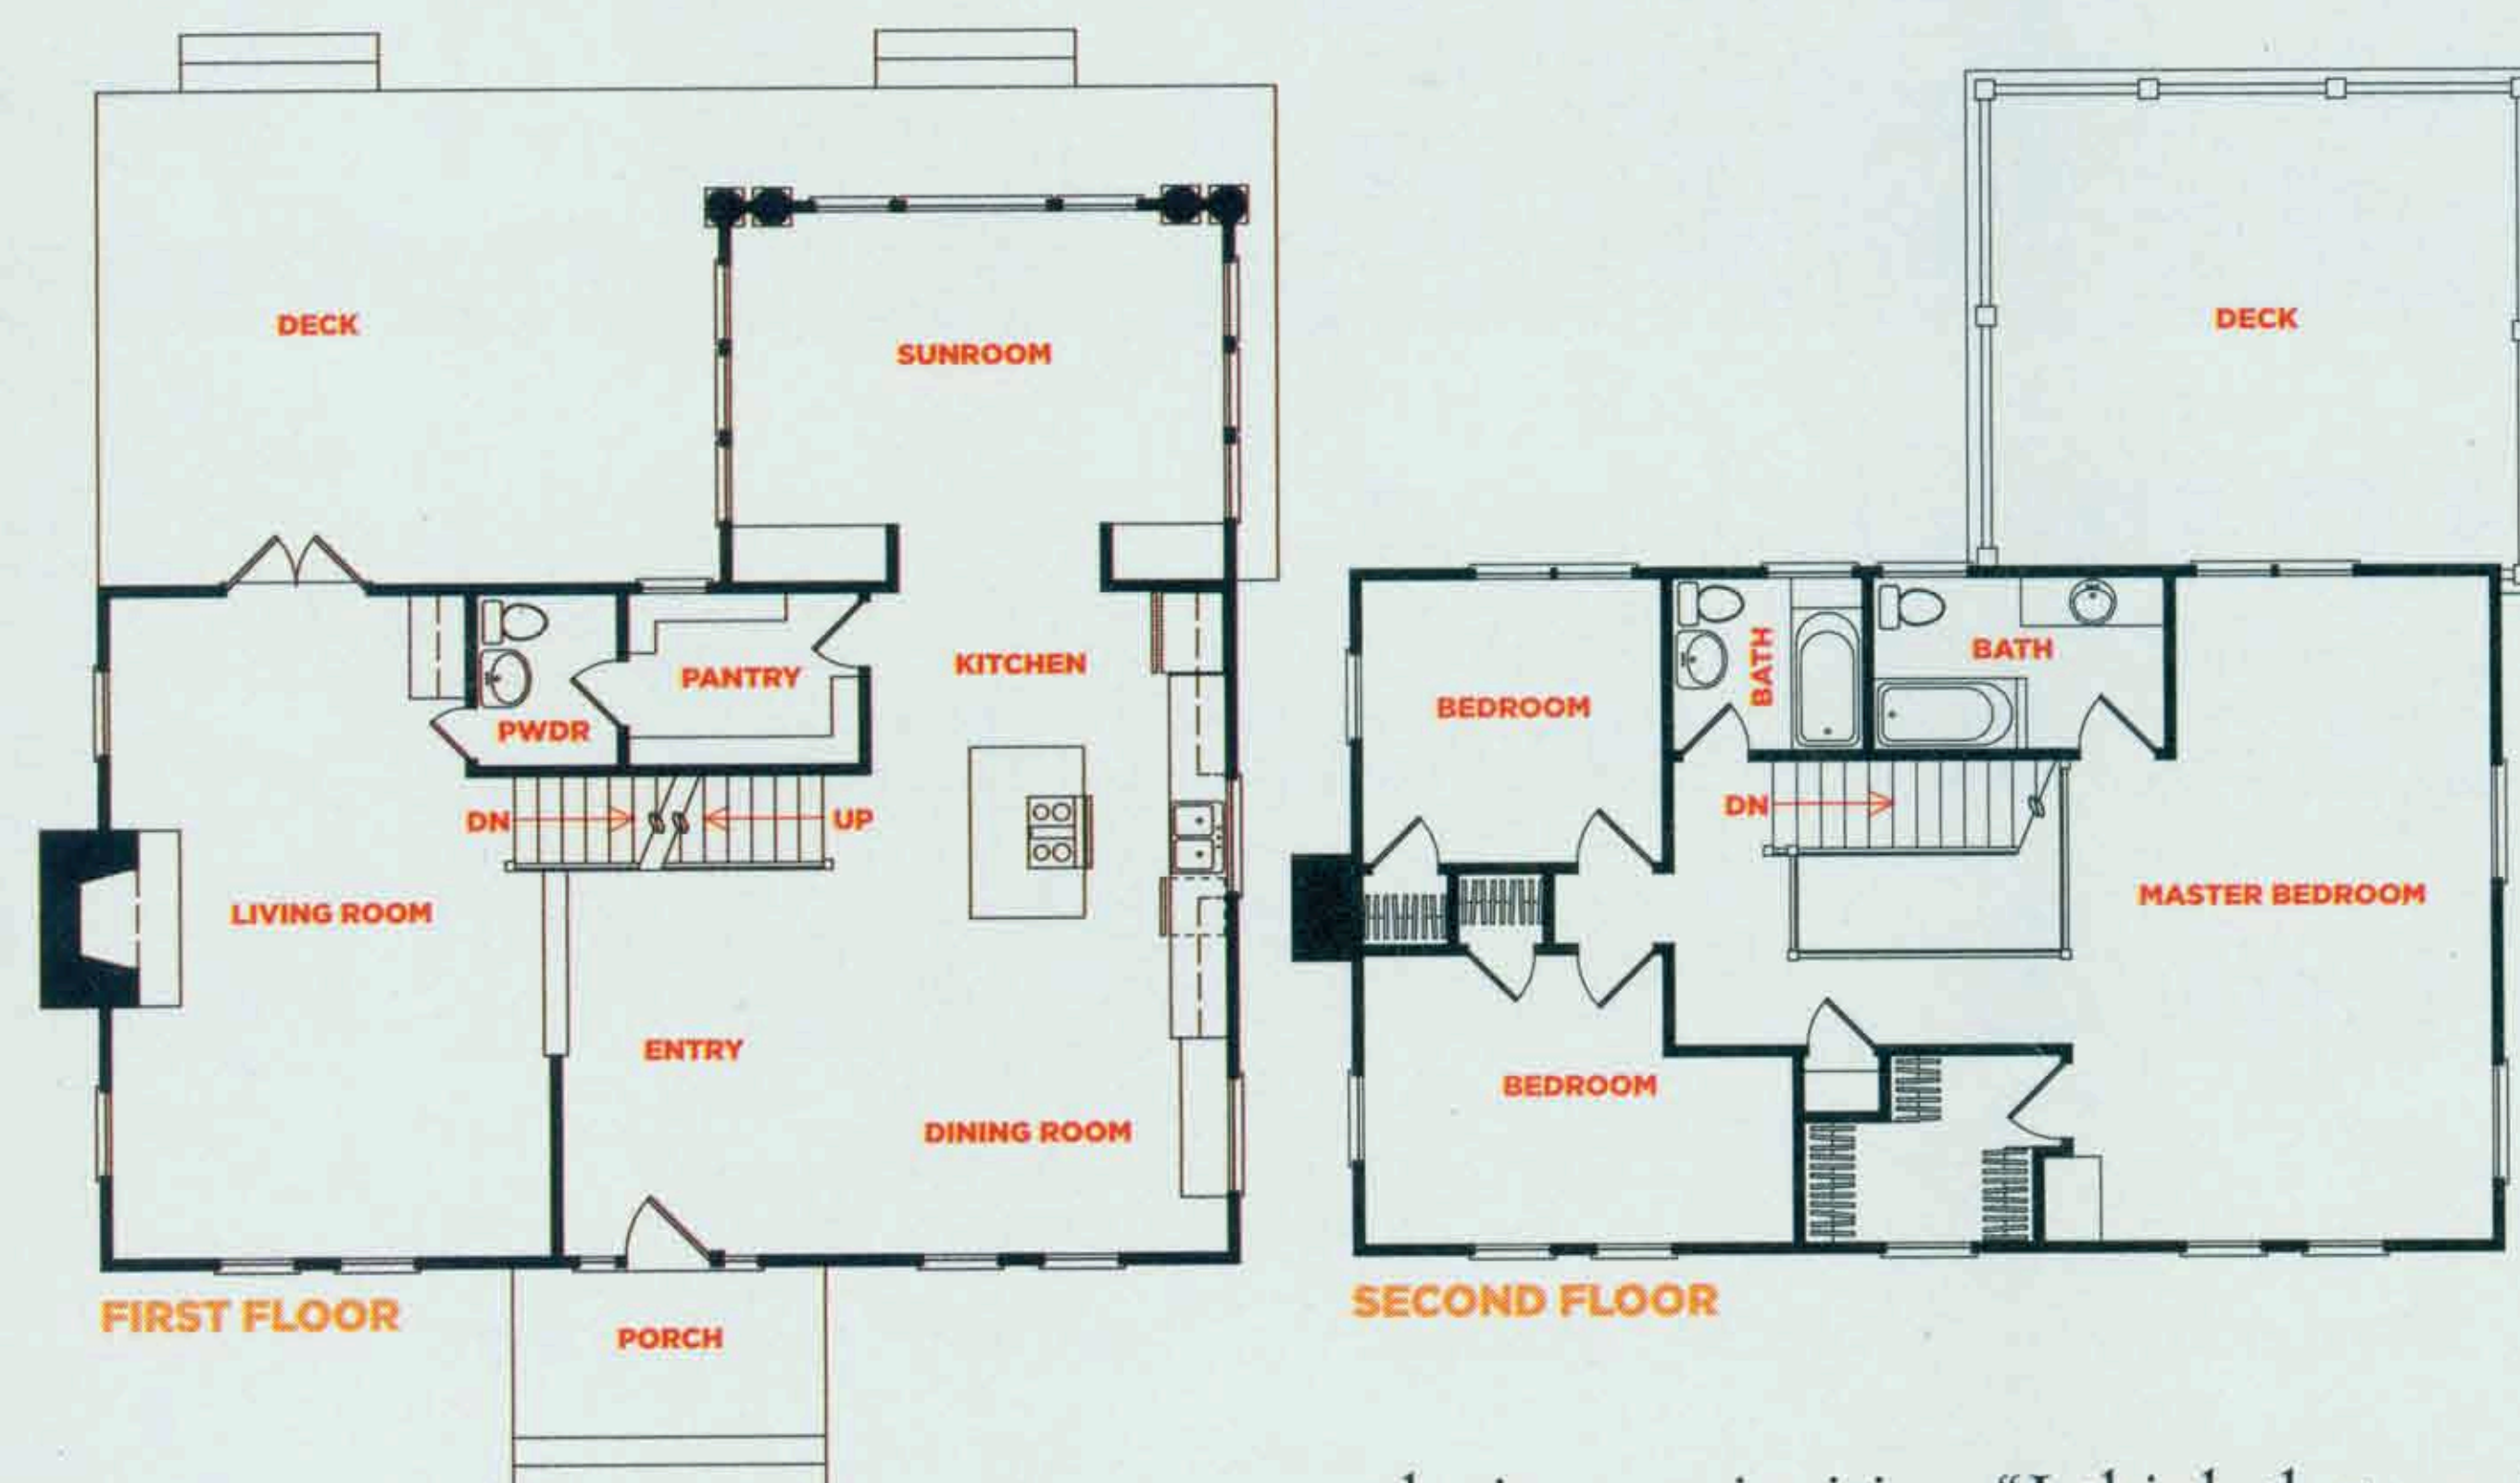 DECK
SUNROOM
PWDR
PANTRY
KITCHEN
DN
UP
LIVING ROOM
ENTRY
DINING ROOM
FIRST FLOOR
PORCH
DECK
BEDROOM
BATH
BATH
DN
MASTER BEDROOM
BEDROOM
SECOND FLOOR